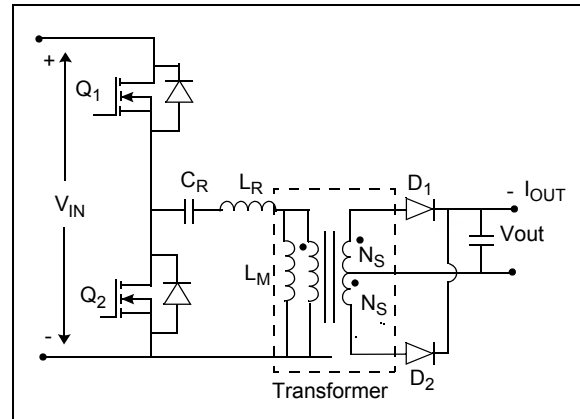 +
Q1
CR
LR
D1
- IOUT
VIN
Vout
LM
NS
NS
Q2
-
D2
Transformer